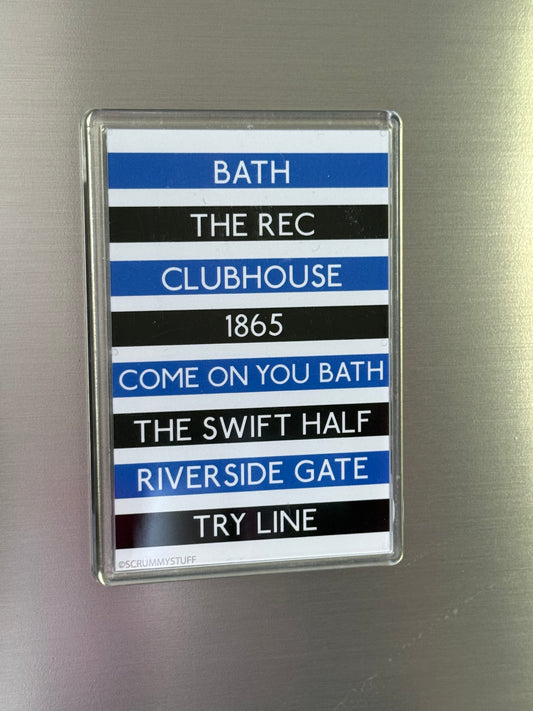 BATH
THE REC
CLUBHOUSE
1865
COME ON YOU BATH
THE SWIFT HALF
RIVERSIDE GATE
TRY LINE
©SCRUMMYSTUFF